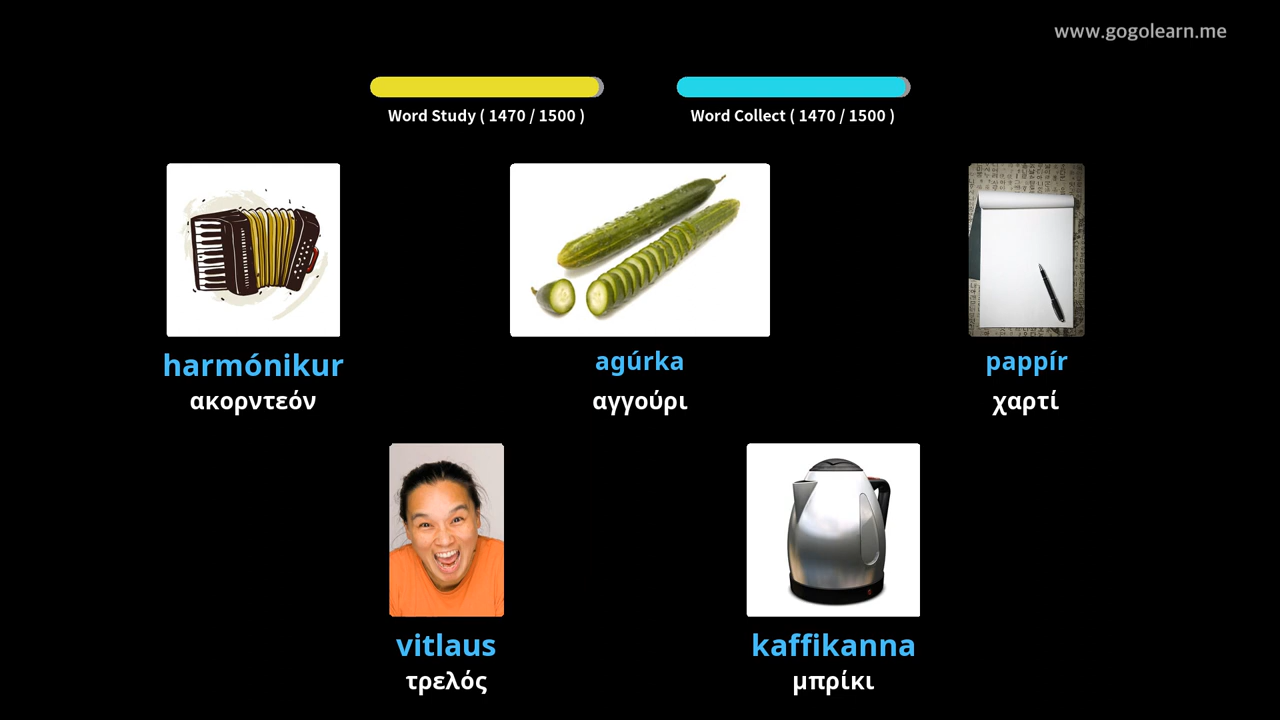 www.gogolearn.me
Word Study ( 1470 / 1500 )
Word Collect ( 1470 / 1500 )
harmónikur
ακορντεόν
agúrka
αγγούρι
pappír
χαρτί
vitlaus
τρελός
kaffikanna
μπρίκι